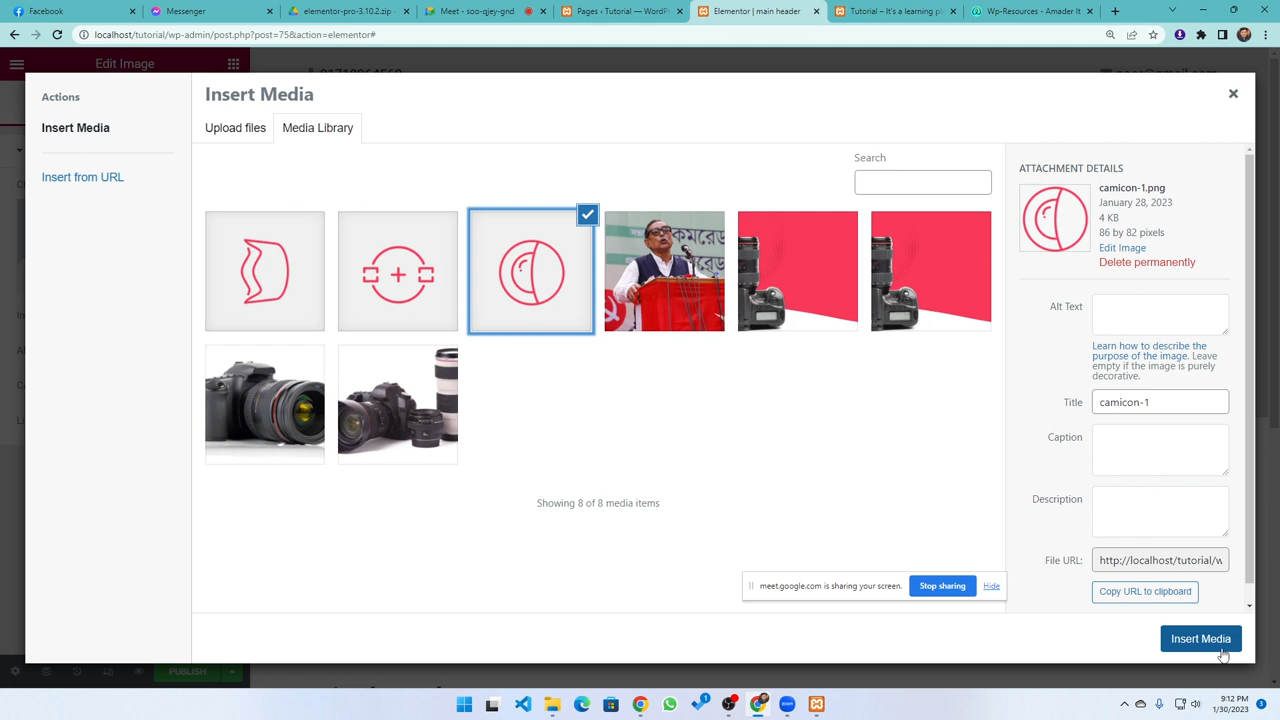 Facebook
elementor-pro-3.10.2.zip -
Meet - soo-qjey-gnd
Pages ‹ Tutorial — WordP
Elementor | main header
Tutorial – It's a learning pl
Resources - Amader
localhost/tutorial/wp-admin/post.php?post=75&action=elementor#
Edit Image
Actions
Insert Media
Insert from URL
Insert Media
Upload files
Media Library
Search
Showing 8 of 8 media items
ATTACHMENT DETAILS
camicon-1.png
January 28, 2023
4 KB
86 by 82 pixels
Edit Image
Delete permanently
Alt Text
Learn how to describe the
purpose of the image. Leave
empty if the image is purely
decorative.
Title
camicon-1
Caption
Description
File URL:
http://localhost/tutorial/w
Copy URL to clipboard
meet.google.com is sharing your screen.
Stop sharing
Hide
Insert Media
PUBLISH
9:12 PM
1/30/2023